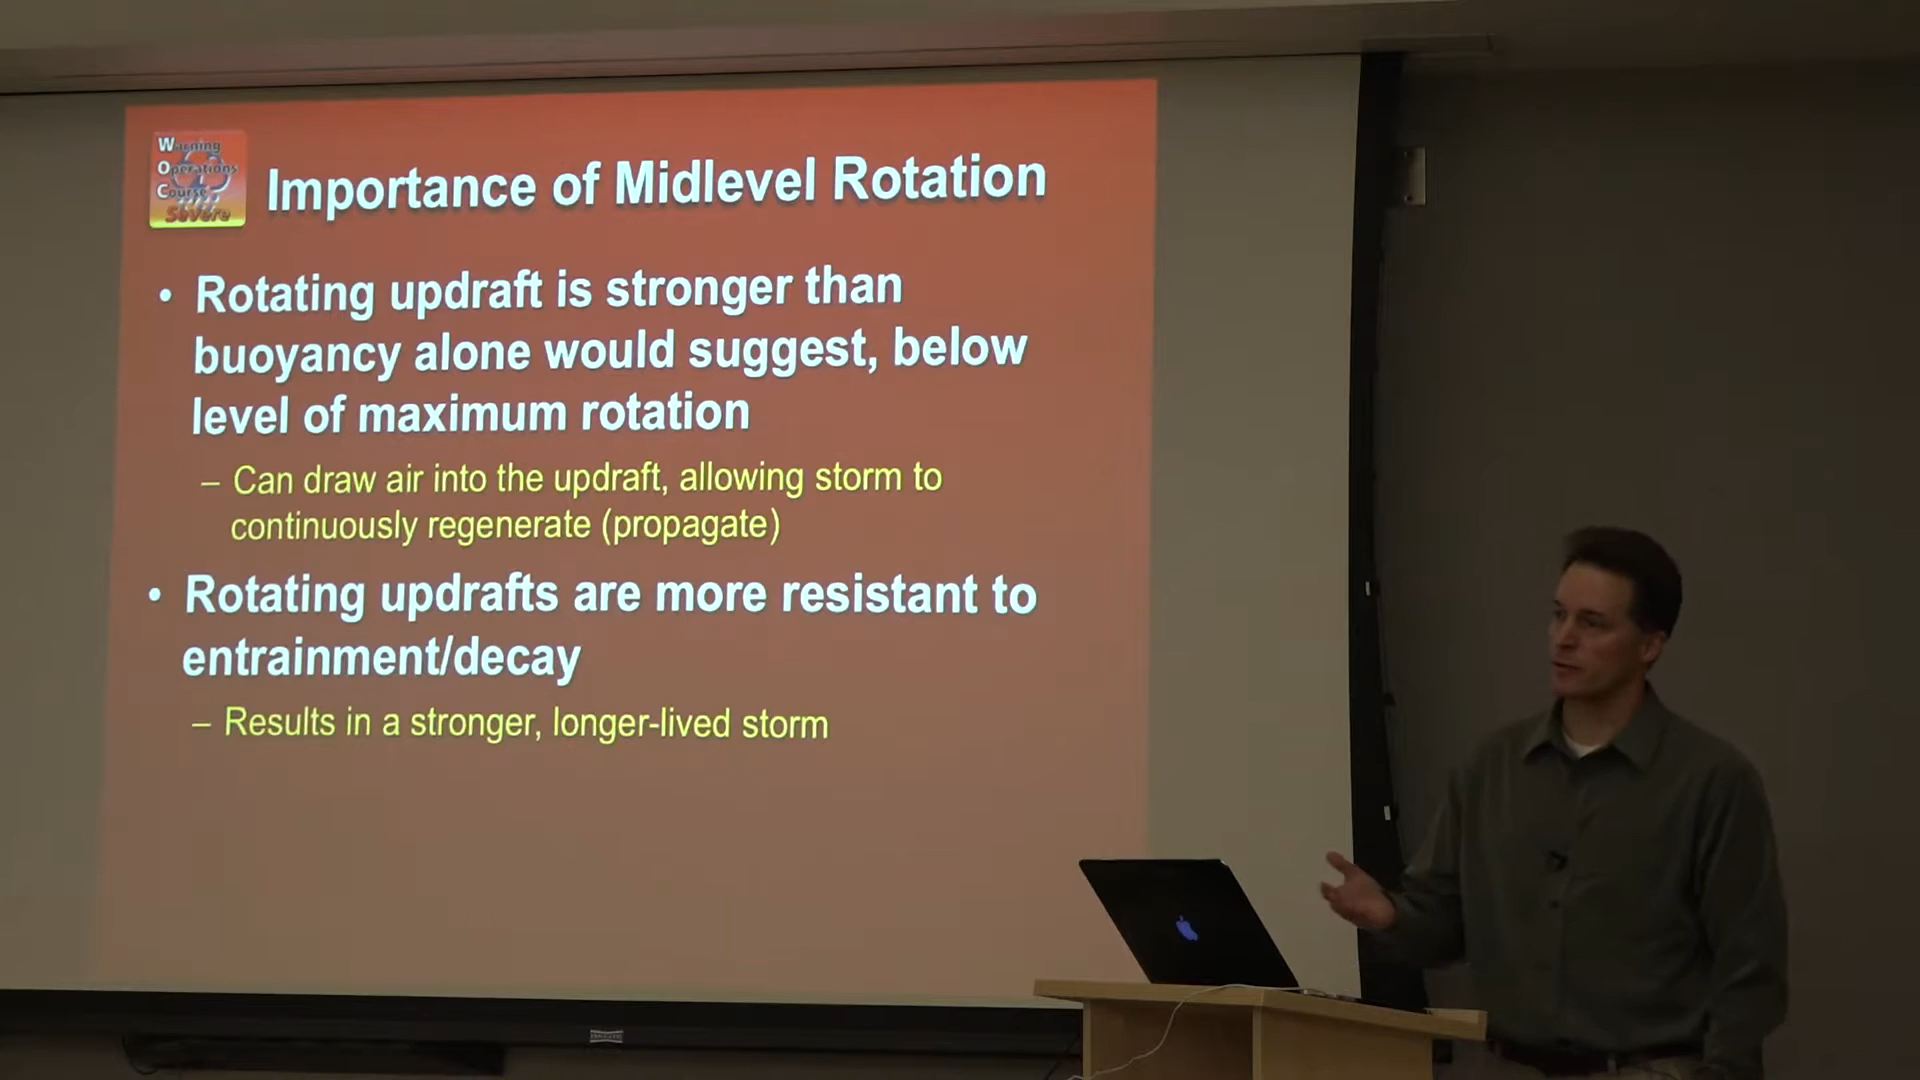 Warning
Operations
Course
Severe
Importance of Midlevel Rotation
• Rotating updraft is stronger than
buoyancy alone would suggest, below
level of maximum rotation
– Can draw air into the updraft, allowing storm to
continuously regenerate (propagate)
• Rotating updrafts are more resistant to
entrainment/decay
– Results in a stronger, longer-lived storm